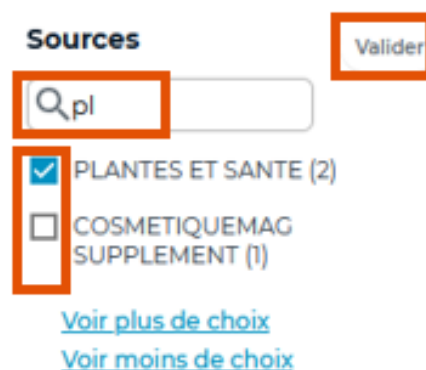 Sources
Valider
pl
PLANTES ET SANTE (2)
COSMETIQUEMAG
SUPPLEMENT (1)
Voir plus de choix
Voir moins de choix